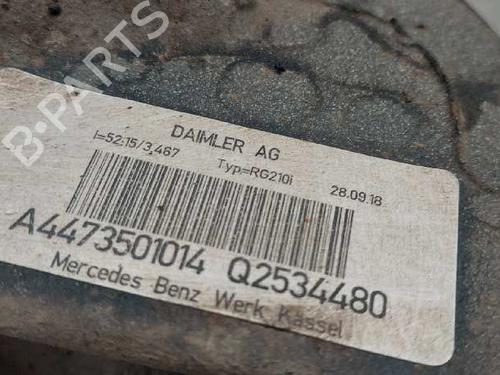 B-PARTS
DAIMLER AG
I=52:15/3,467 Typ=RG210i 28.09.18
A4473501014 Q2534480
Mercedes Benz Werk Kassel